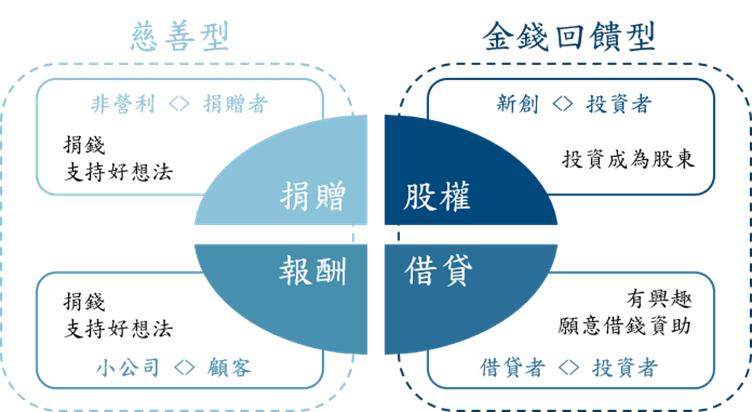 慈善型
金錢回饋型
非營利 <> 捐贈者
捐錢
支持好想法
新創 <> 投資者
投資成為股東
捐贈
股權
報酬
借貸
捐錢
支持好想法
小公司 <> 顧客
有興趣
願意借錢資助
借貸者 <> 投資者